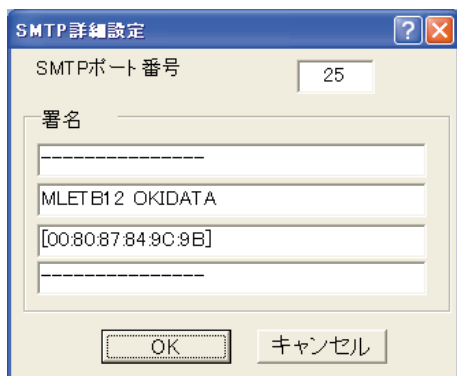 SMTP詳細設定
SMTPポート番号 25
署名
---------------
MLETB12 OKIDATA
[00:80:87:84:9C:9B]
---------------
OK キャンセル